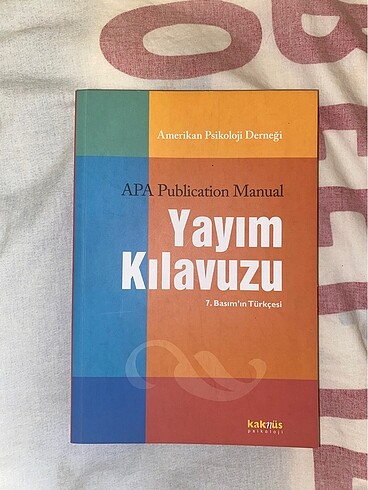 Amerikan Psikoloji Derneği
APA Publication Manual
Yayım
Kılavuzu
7. Basım'ın Türkçesi
kaknüs
psikoloji